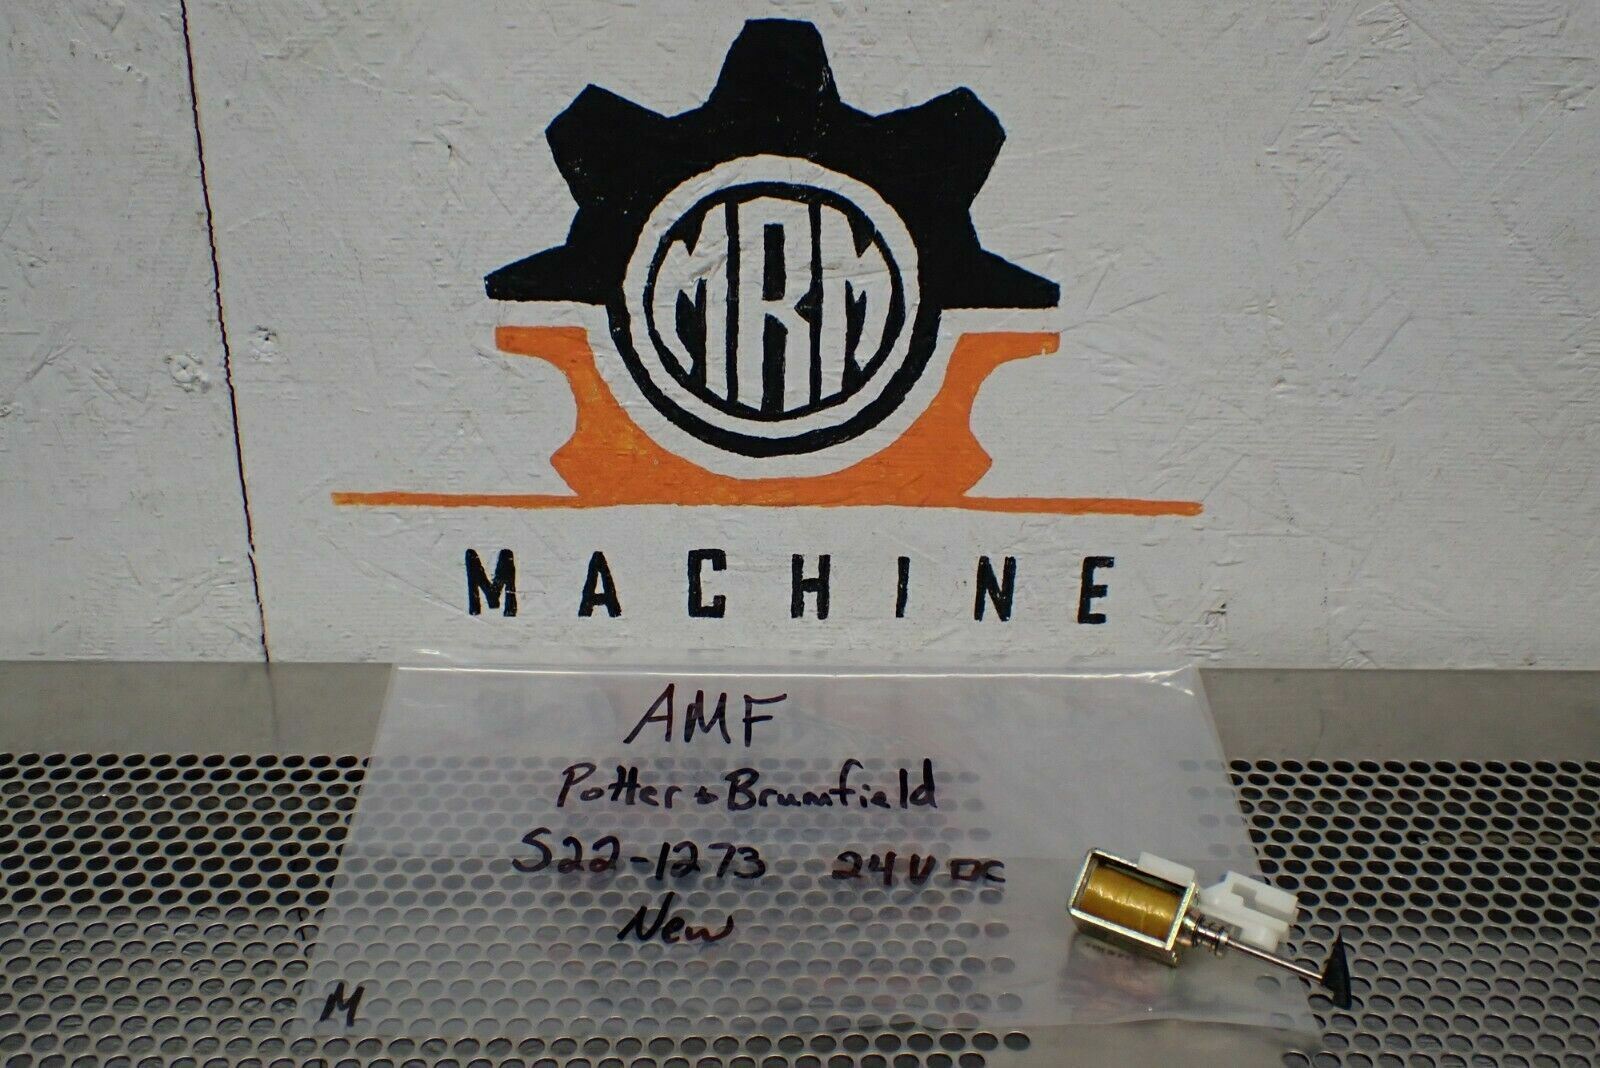 MRM
MACHINE
AMF
Potter & Brumfield
S22-1273 24V DC
New
M